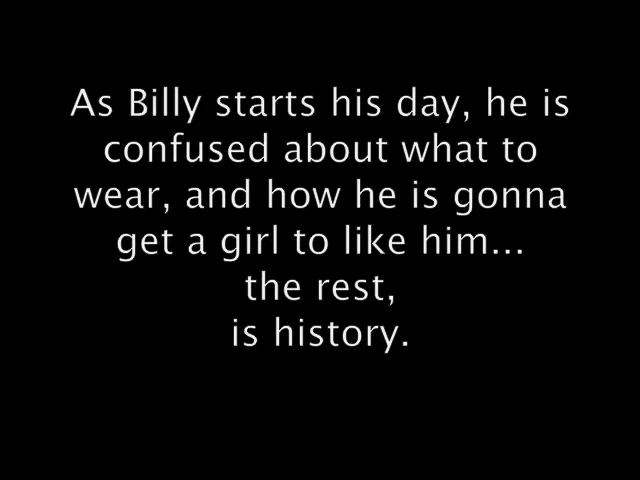 As Billy starts his day, he is
confused about what to
wear, and how he is gonna
get a girl to like him...
the rest,
is history.